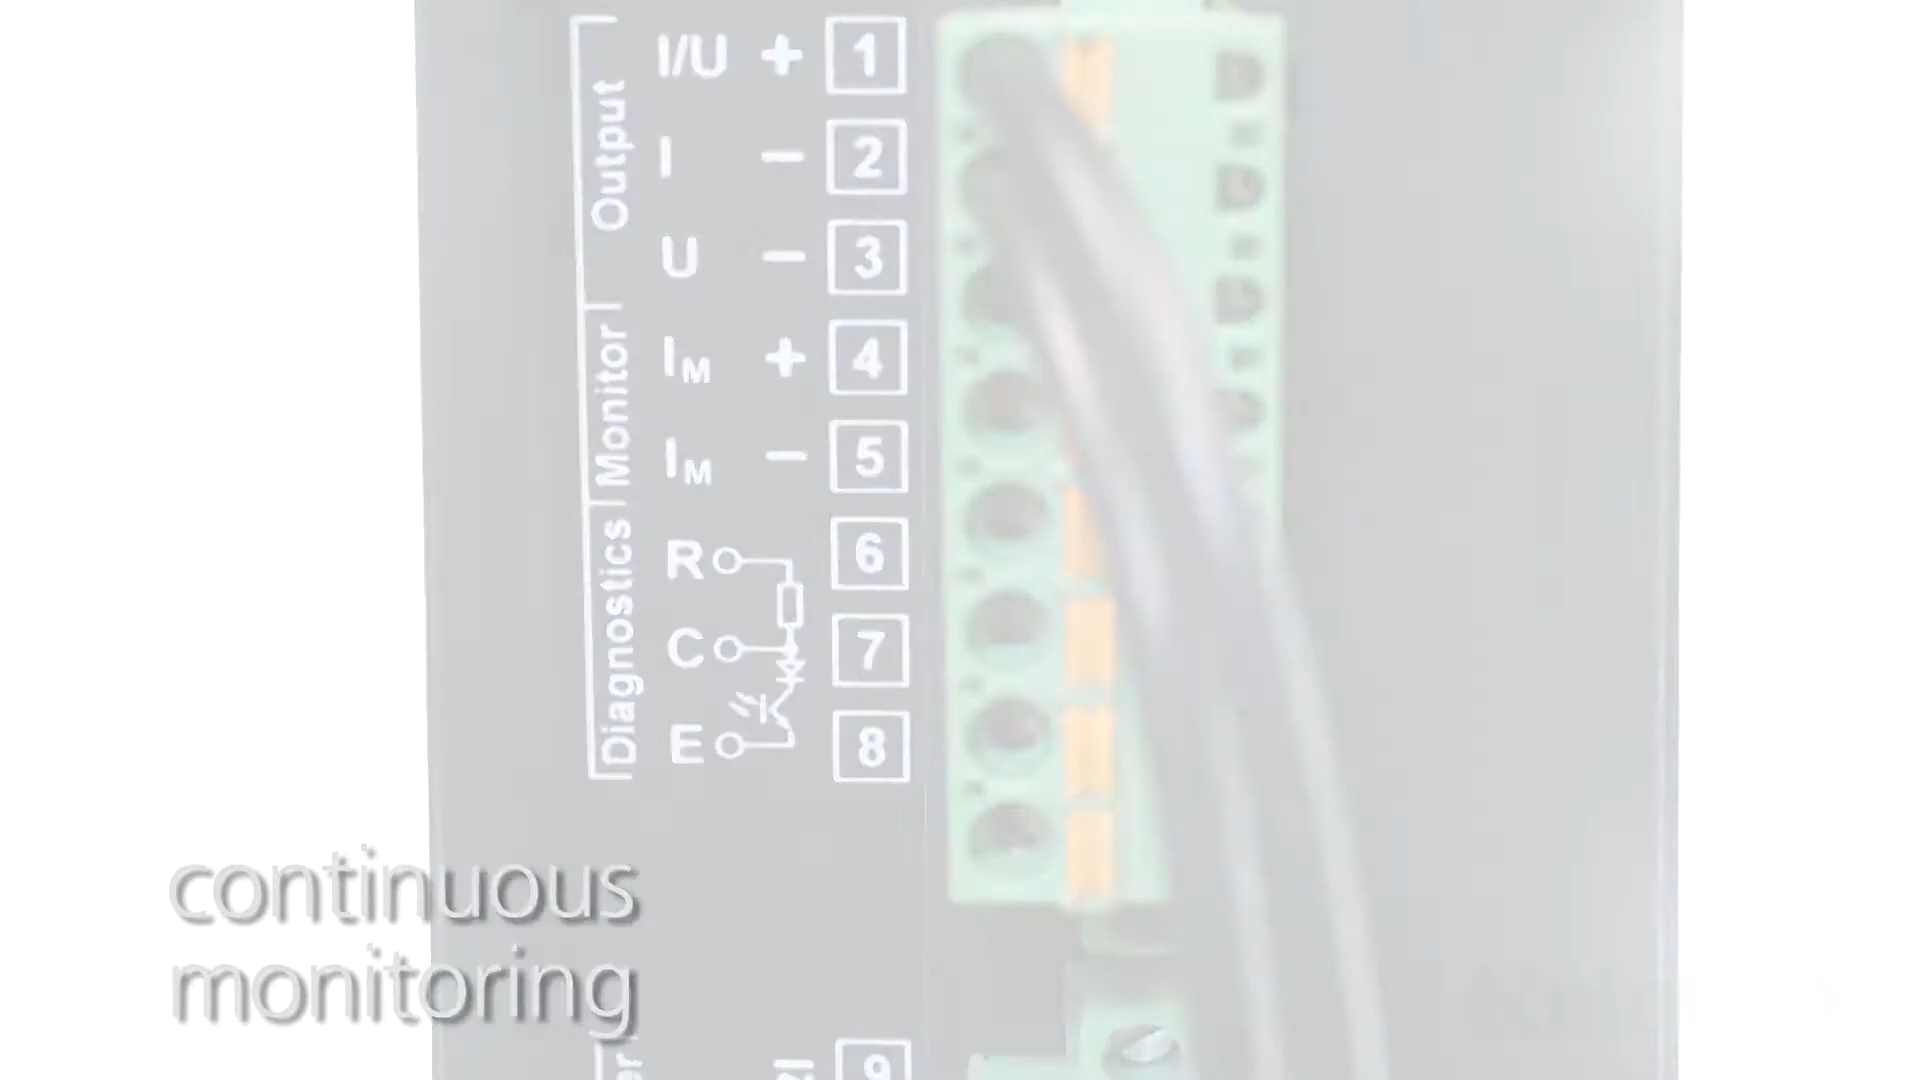 I/U + 1
I – 2
U – 3
Output
IM + 4
IM – 5
Monitor
R 6
C 7
E 8
Diagnostics
9
continuous
monitoring